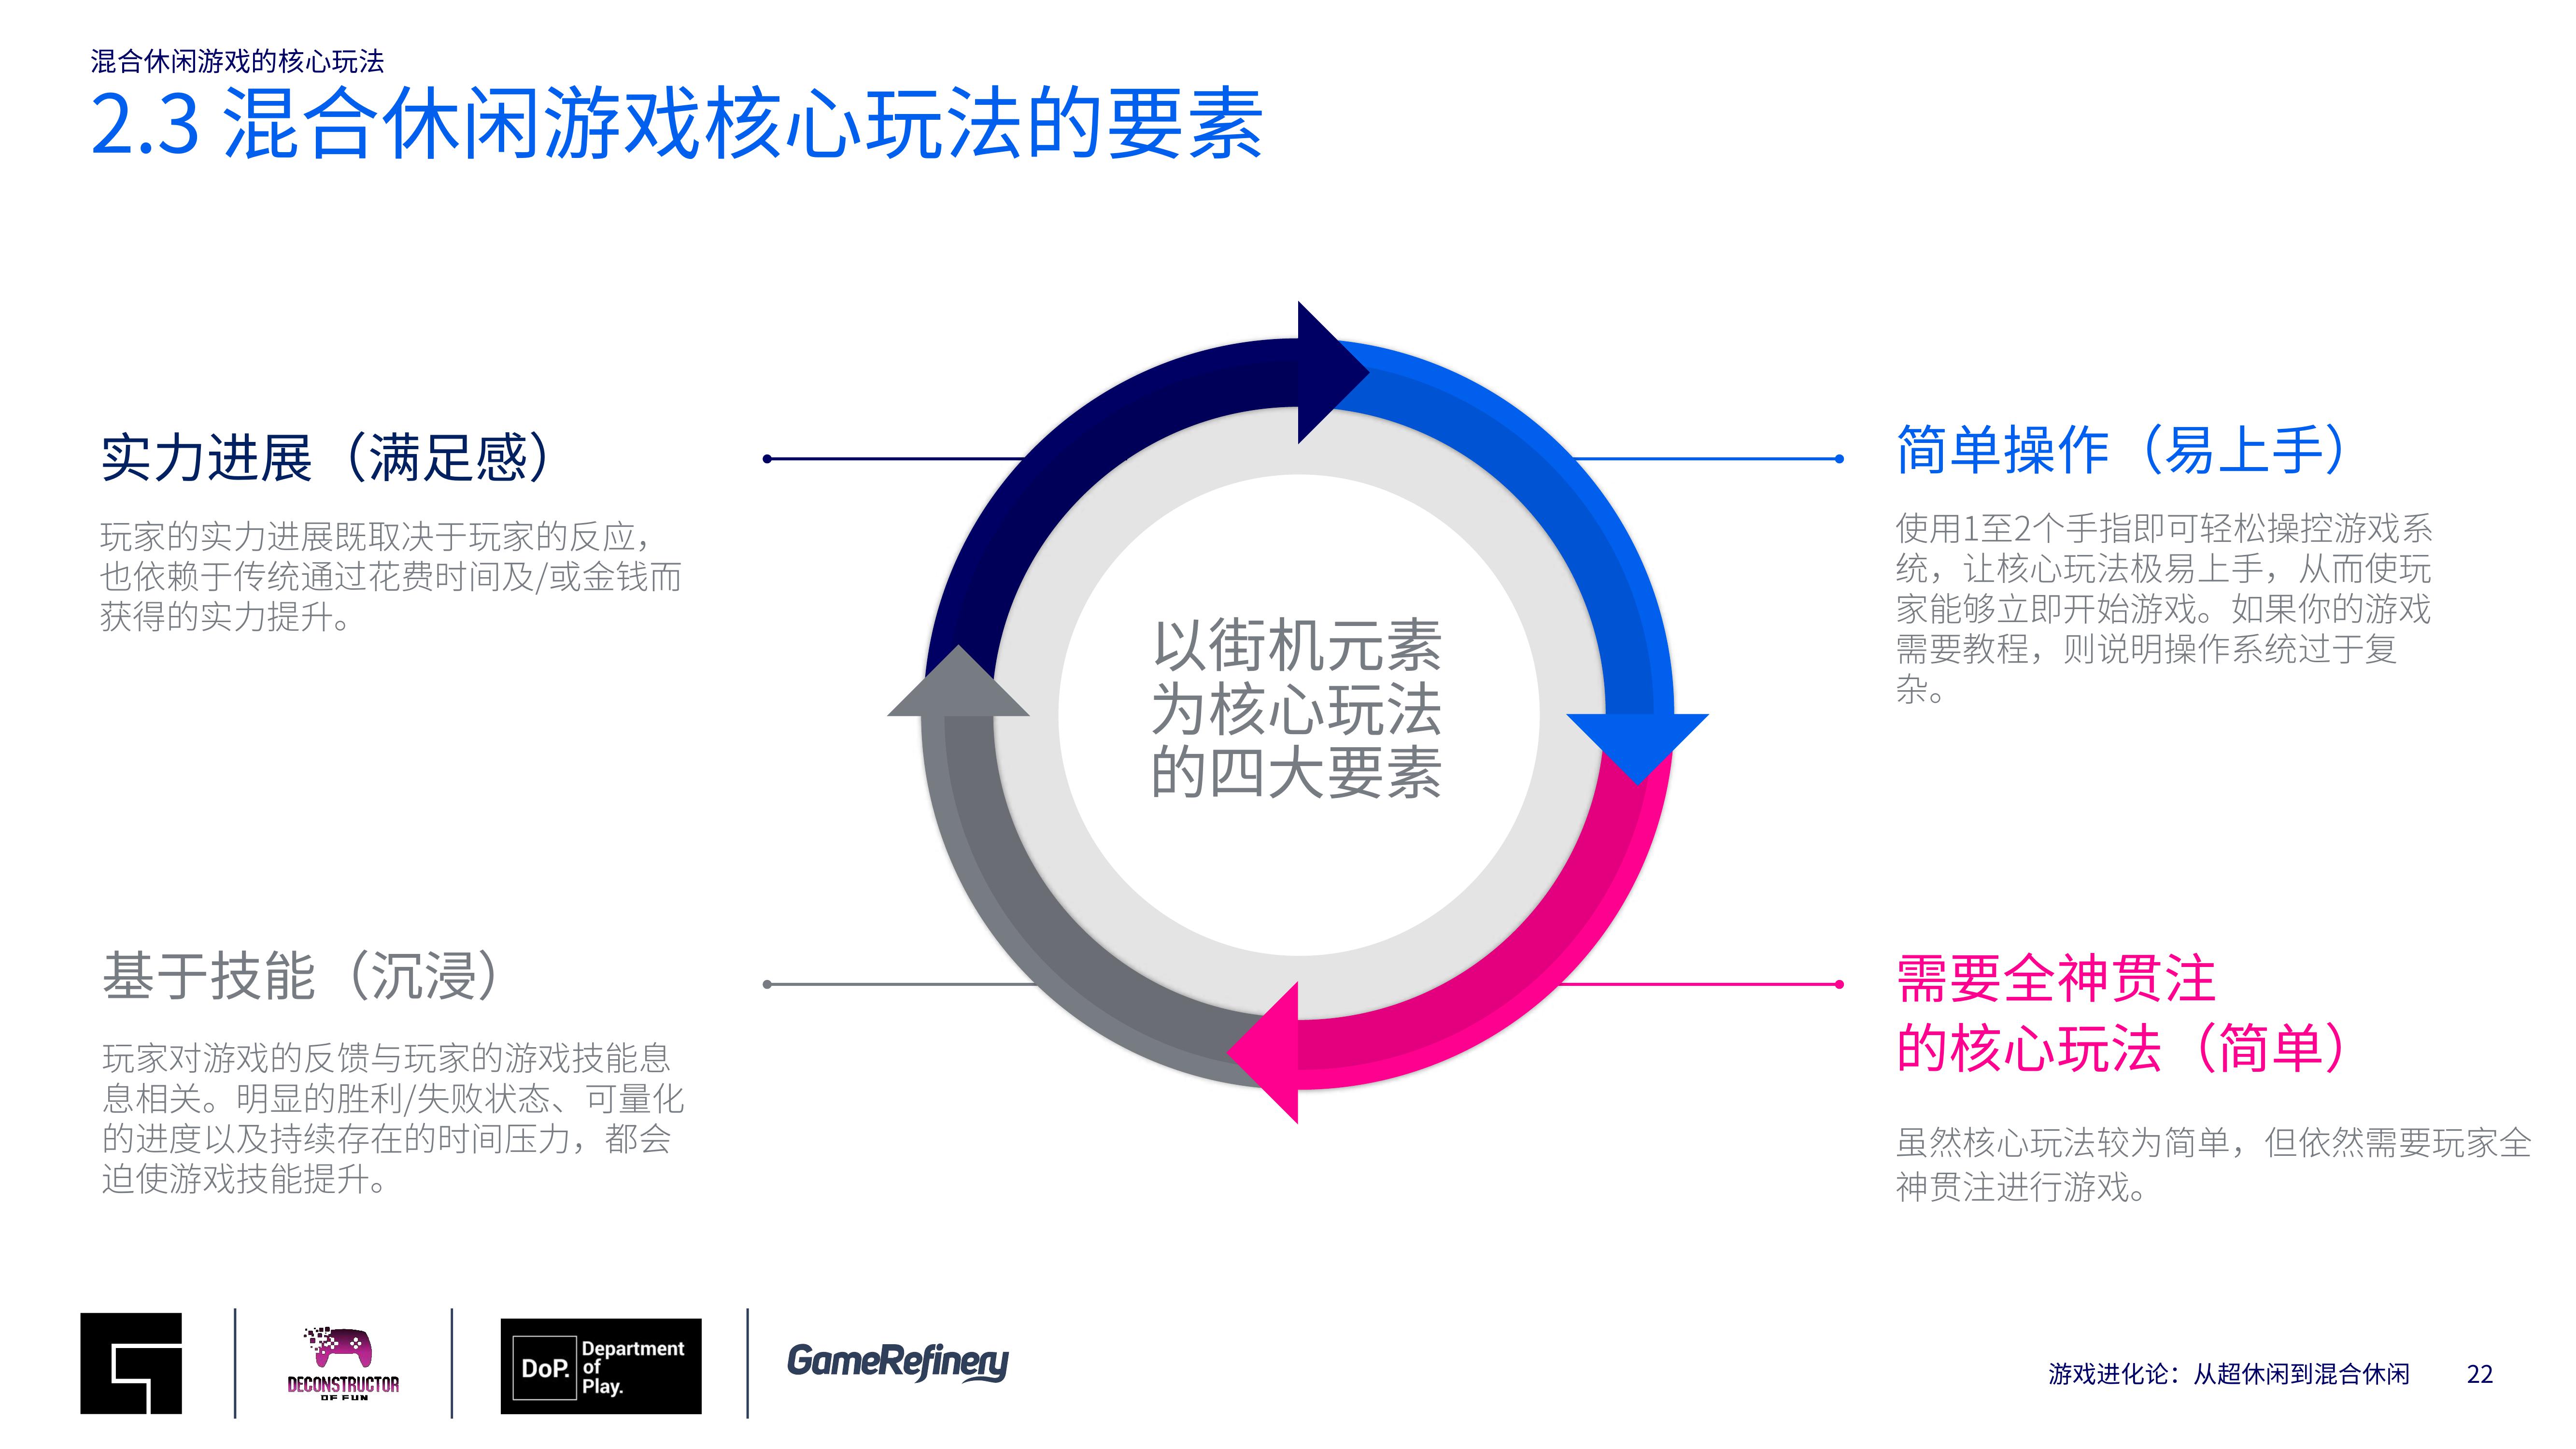 混合休闲游戏的核心玩法
2.3 混合休闲游戏核心玩法的要素
实力进展（满足感）
玩家的实力进展既取决于玩家的反应，
也依赖于传统通过花费时间及/或金钱而
获得的实力提升。
简单操作（易上手）
使用1至2个手指即可轻松操控游戏系
统，让核心玩法极易上手，从而使玩
家能够立即开始游戏。如果你的游戏
需要教程，则说明操作系统过于复
杂。
以街机元素
为核心玩法
的四大要素
基于技能（沉浸）
玩家对游戏的反馈与玩家的游戏技能息
息相关。明显的胜利/失败状态、可量化
的进度以及持续存在的时间压力，都会
迫使游戏技能提升。
需要全神贯注
的核心玩法（简单）
虽然核心玩法较为简单，但依然需要玩家全
神贯注进行游戏。
DECONSTRUCTOR
OF FUN
DoP.
Department
of
Play.
GameRefinery
游戏进化论：从超休闲到混合休闲
22